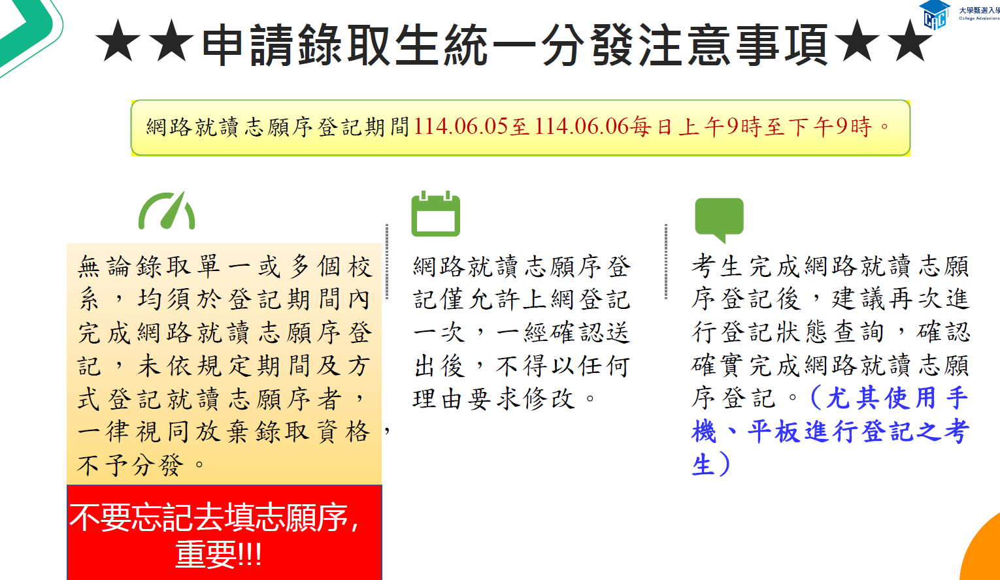 ★★申請錄取生統一分發注意事項★★
大學甄選入學
College Admissions
CAC
網路就讀志願序登記期間114.06.05至114.06.06每日上午9時至下午9時。
無論錄取單一或多個校
系，均須於登記期間內
完成網路就讀志願序登
記，未依規定期間及方
式登記就讀志願序者，
一律視同放棄錄取資格，
不予分發。
不要忘記去填志願序,
重要!!!
網路就讀志願序登
記僅允許上網登記
一次，一經確認送
出後，不得以任何
理由要求修改。
考生完成網路就讀志願
序登記後，建議再次進
行登記狀態查詢，確認
確實完成網路就讀志願
序登記。（尤其使用手
機、平板進行登記之考
生）